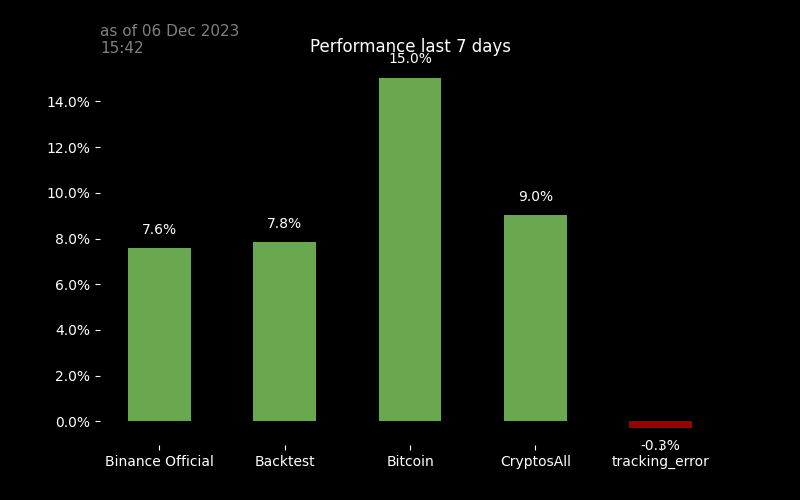 as of 06 Dec 2023
15:42
Performance last 7 days
15.0%
14.0%
12.0%
10.0%
9.0%
8.0%
7.6%
7.8%
6.0%
4.0%
2.0%
0.0%
-0.3%
Binance Official
Backtest
Bitcoin
CryptosAll
tracking_error